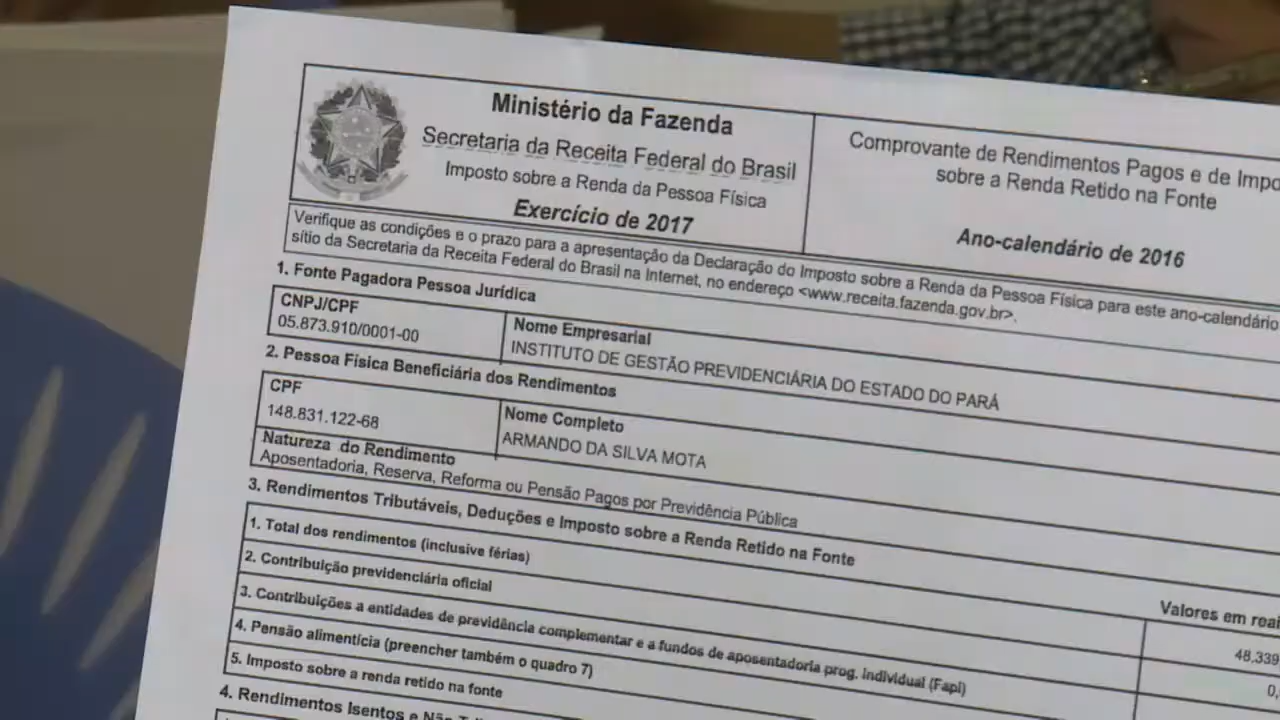 Ministério da Fazenda
Secretaria da Receita Federal do Brasil
Imposto sobre a Renda da Pessoa Física
Exercício de 2017
Comprovante de Rendimentos Pagos e de Impo
sobre a Renda Retido na Fonte
Ano-calendário de 2016
Verifique as condições e o prazo para a apresentação da Declaração do Imposto sobre a Renda da Pessoa Física para este ano-calendário
sítio da Secretaria da Receita Federal do Brasil na Internet, no endereço <www.receita.fazenda.gov.br>.
1. Fonte Pagadora Pessoa Jurídica
CNPJ/CPF
05.873.910/0001-00
Nome Empresarial
INSTITUTO DE GESTÃO PREVIDENCIÁRIA DO ESTADO DO PARÁ
2. Pessoa Física Beneficiária dos Rendimentos
CPF
148.831.122-68
Nome Completo
ARMANDO DA SILVA MOTA
Natureza do Rendimento
Aposentadoria, Reserva, Reforma ou Pensão Pagos por Previdência Pública
3. Rendimentos Tributáveis, Deduções e Imposto sobre a Renda Retido na Fonte
Valores em reai
1. Total dos rendimentos (inclusive férias)
48.339
2. Contribuição previdenciária oficial
0,
3. Contribuições a entidades de previdência complementar e a fundos de aposentadoria prog. individual (Fapi)
4. Pensão alimentícia (preencher também o quadro 7)
5. Imposto sobre a renda retido na fonte
4. Rendimentos Isentos e Não